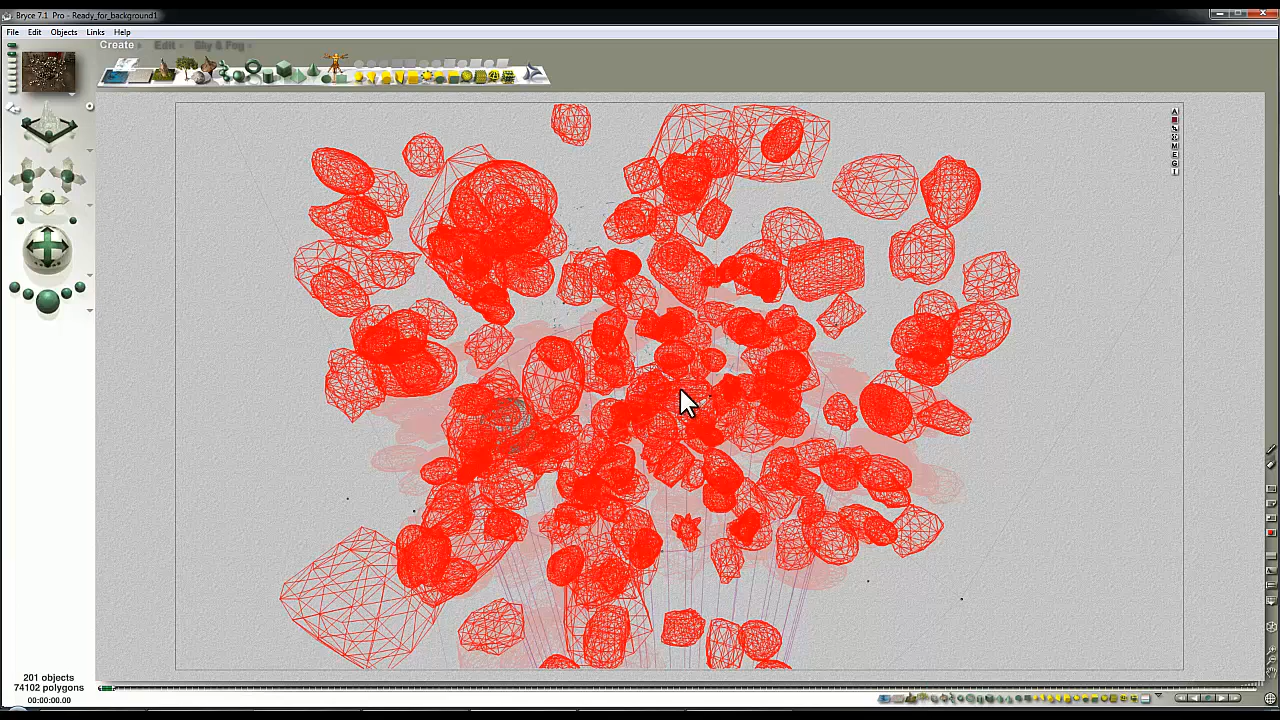 Bryce 7.1 Pro - Ready_for_background1
File Edit Objects Links Help
Create Edit Sky & Fog
A
M
E
G
I
201 objects
74102 polygons
00:00:00.00